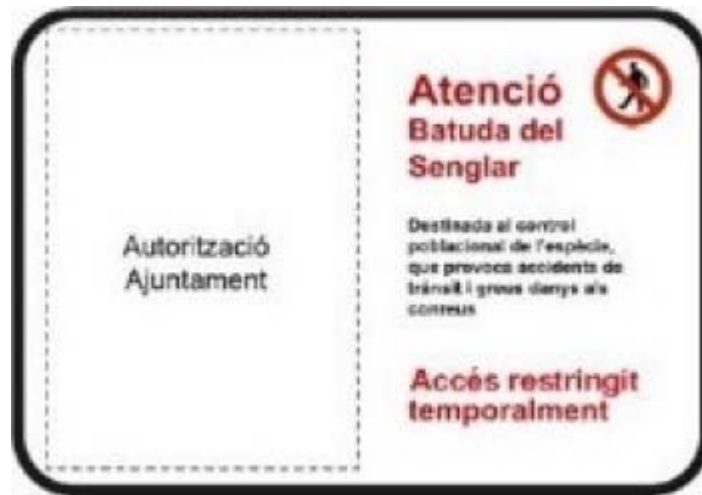 Autorització
Ajuntament
Atenció
Batuda del
Senglar
Destinada al control
poblacional de l'espècie,
que provoca accidents de
trànsit i greus danys als
conreus
Accés restringit
temporalment